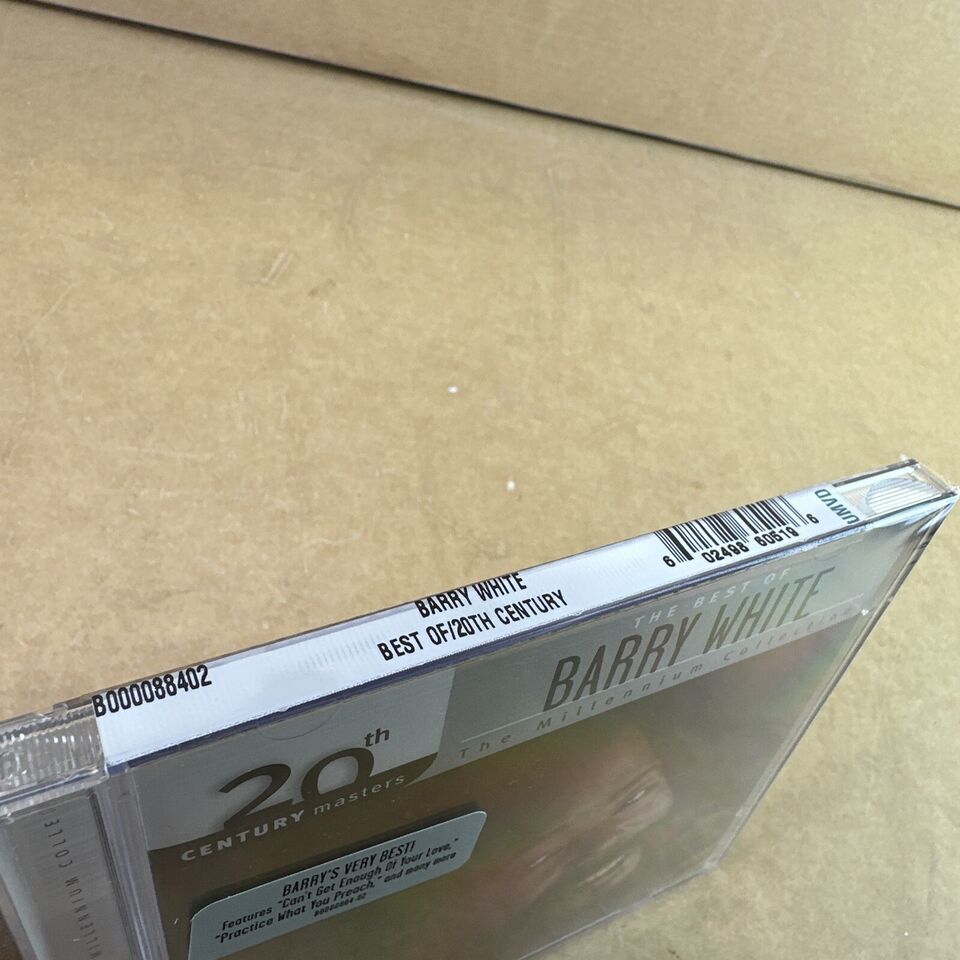 B000088402
BARRY WHITE
BEST OF/20TH CENTURY
6 02498 60519 6
UMVD
THE BEST OF
BARRY WHITE
The Millennium Collection
20th
CENTURY masters
BARRY'S VERY BEST!
Features "Can't Get Enough Of Your Love,"
"Practice What You Preach," and many more
MILLENNIUM COLLE